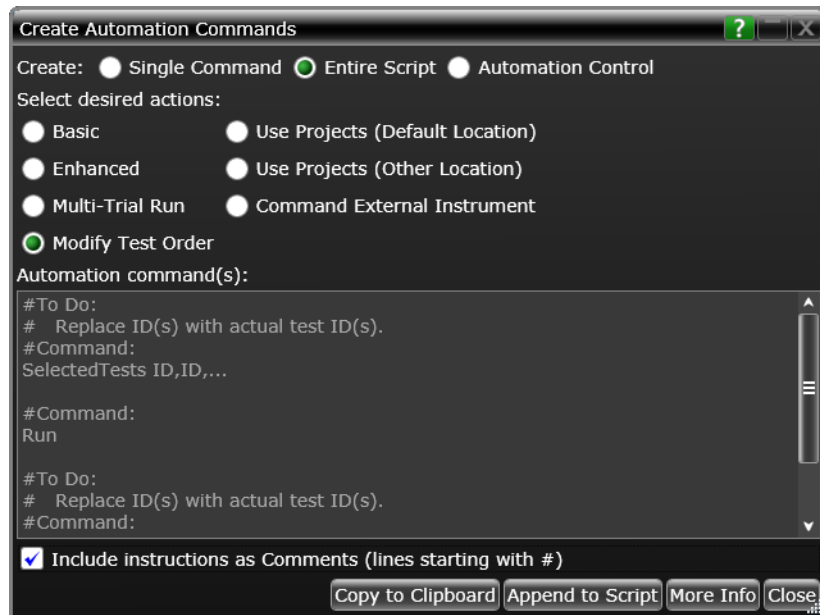 Create Automation Commands ? X
Create: Single Command Entire Script Automation Control
Select desired actions:
Basic Use Projects (Default Location)
Enhanced Use Projects (Other Location)
Multi-Trial Run Command External Instrument
Modify Test Order
Automation command(s):
#To Do:
# Replace ID(s) with actual test ID(s).
#Command:
SelectedTests ID,ID,...
#Command:
Run
#To Do:
# Replace ID(s) with actual test ID(s).
#Command:
Include instructions as Comments (lines starting with #)
Copy to Clipboard Append to Script More Info Close